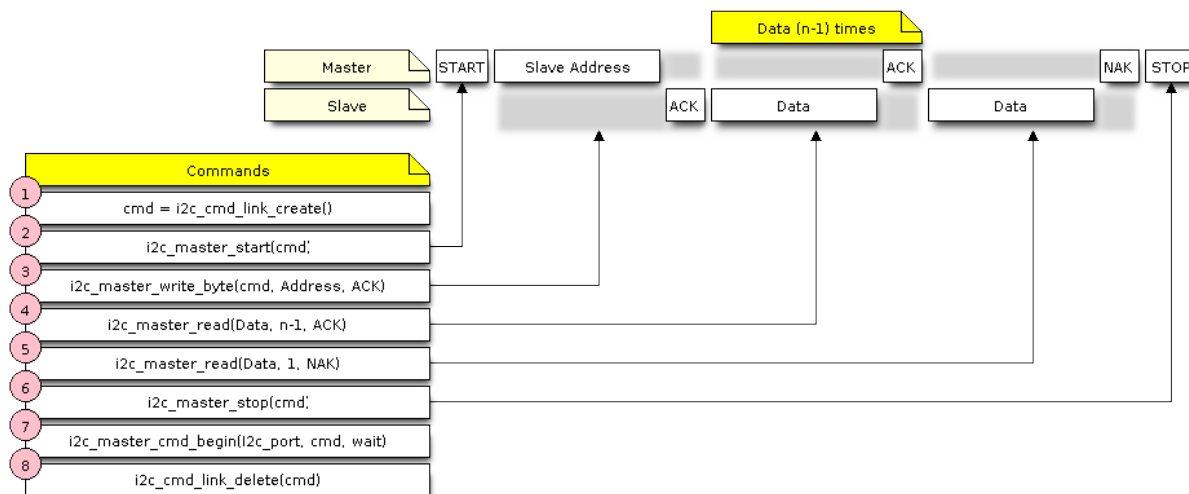 Data (n-1) times
Master START Slave Address ACK NAK STOP
Slave ACK Data Data
Commands
1 cmd = i2c_cmd_link_create()
2 i2c_master_start(cmd;
3 i2c_master_write_byte(cmd, Address, ACK)
4 i2c_master_read(Data, n-1, ACK)
5 i2c_master_read(Data, 1, NAK)
6 i2c_master_stop(cmd;
7 i2c_master_cmd_begin(I2c_port, cmd, wait)
8 i2c_cmd_link_delete(cmd)